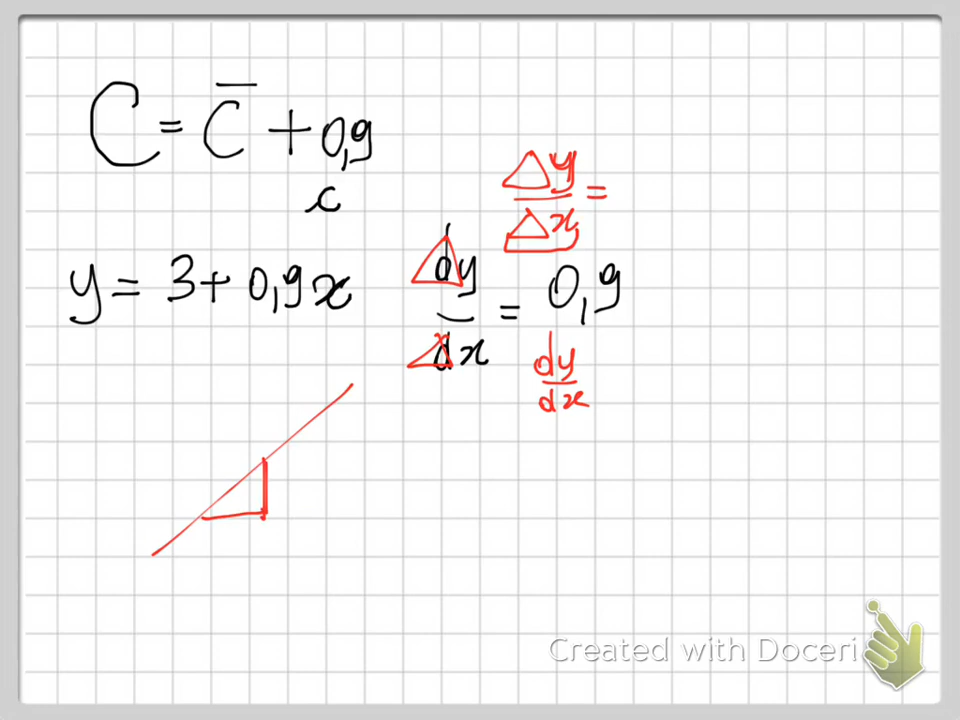 C = C̅ + 0,9
c
Δy/Δx =
y = 3 + 0,9x
dy/dx = 0,9
Δ
Δ
dy/dx
Created with Doceri